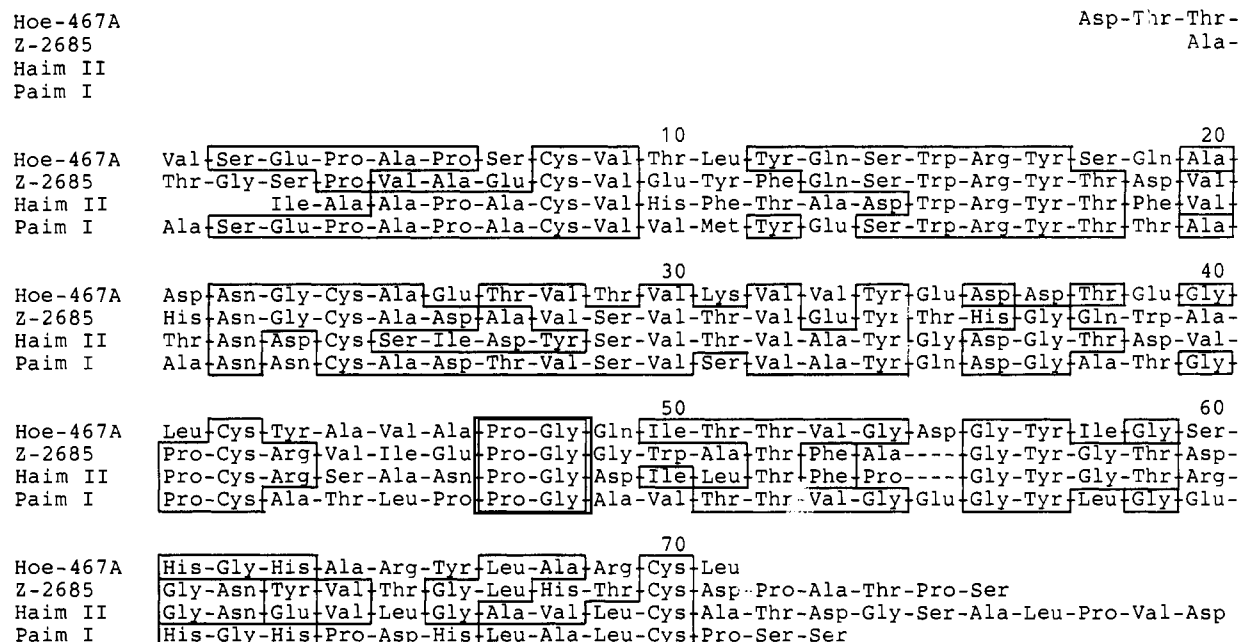 Hoe-467A Asp-Thr-Thr-
Z-2685 Ala-
Haim II
Paim I
10 20
Hoe-467A Val-Ser-Glu-Pro-Ala-Pro-Ser-Cys-Val-Thr-Leu-Tyr-Gln-Ser-Trp-Arg-Tyr-Ser-Gln-Ala-
Z-2685 Thr-Gly-Ser-Pro-Val-Ala-Glu-Cys-Val-Glu-Tyr-Phe-Gln-Ser-Trp-Arg-Tyr-Thr-Asp-Val-
Haim II Ile-Ala-Ala-Pro-Ala-Cys-Val-His-Phe-Thr-Ala-Asp-Trp-Arg-Tyr-Thr-Phe-Val-
Paim I Ala-Ser-Glu-Pro-Ala-Pro-Ala-Cys-Val-Val-Met-Tyr-Glu-Ser-Trp-Arg-Tyr-Thr-Thr-Ala-
30 40
Hoe-467A Asp-Asn-Gly-Cys-Ala-Glu-Thr-Val-Thr-Val-Lys-Val-Val-Tyr-Glu-Asp-Asp-Thr-Glu-Gly-
Z-2685 His-Asn-Gly-Cys-Ala-Asp-Ala-Val-Ser-Val-Thr-Val-Glu-Tyr-Thr-His-Gly-Gln-Trp-Ala-
Haim II Thr-Asn-Asp-Cys-Ser-Ile-Asp-Tyr-Ser-Val-Thr-Val-Ala-Tyr-Gly-Asp-Gly-Thr-Asp-Val-
Paim I Ala-Asn-Asn-Cys-Ala-Asp-Thr-Val-Ser-Val-Ser-Val-Ala-Tyr-Gln-Asp-Gly-Ala-Thr-Gly-
50 60
Hoe-467A Leu-Cys-Tyr-Ala-Val-Ala-Pro-Gly-Gln-Ile-Thr-Thr-Val-Gly-Asp-Gly-Tyr-Ile-Gly-Ser-
Z-2685 Pro-Cys-Arg-Val-Ile-Glu-Pro-Gly-Gly-Trp-Ala-Thr-Phe-Ala----Gly-Tyr-Gly-Thr-Asp-
Haim II Pro-Cys-Arg-Ser-Ala-Asn-Pro-Gly-Asp-Ile-Leu-Thr-Phe-Pro----Gly-Tyr-Gly-Thr-Arg-
Paim I Pro-Cys-Ala-Thr-Leu-Pro-Pro-Gly-Ala-Val-Thr-Thr-Val-Gly-Glu-Gly-Tyr-Leu-Gly-Glu-
70
Hoe-467A His-Gly-His-Ala-Arg-Tyr-Leu-Ala-Arg-Cys-Leu
Z-2685 Gly-Asn-Tyr-Val-Thr-Gly-Leu-His-Thr-Cys-Asp-Pro-Ala-Thr-Pro-Ser
Haim II Gly-Asn-Glu-Val-Leu-Gly-Ala-Val-Leu-Cys-Ala-Thr-Asp-Gly-Ser-Ala-Leu-Pro-Val-Asp
Paim I His-Gly-His-Pro-Asp-His-Leu-Ala-Leu-Cys-Pro-Ser-Ser